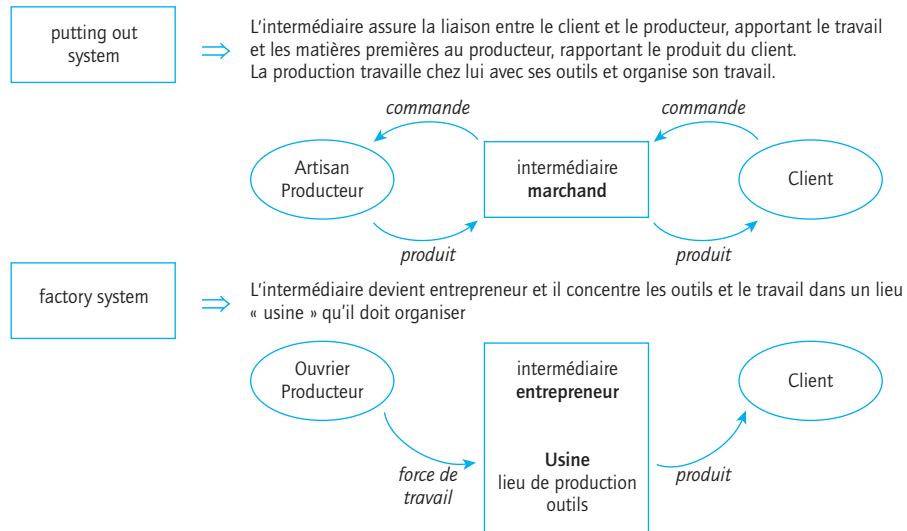 putting out
system
L'intermédiaire assure la liaison entre le client et le producteur, apportant le travail
et les matières premières au producteur, rapportant le produit du client.
La production travaille chez lui avec ses outils et organise son travail.
commande
commande
Artisan
Producteur
intermédiaire
marchand
Client
produit
produit
factory system
L'intermédiaire devient entrepreneur et il concentre les outils et le travail dans un lieu
« usine » qu'il doit organiser
Ouvrier
Producteur
intermédiaire
entrepreneur
Client
Usine
lieu de production
outils
force de
travail
produit